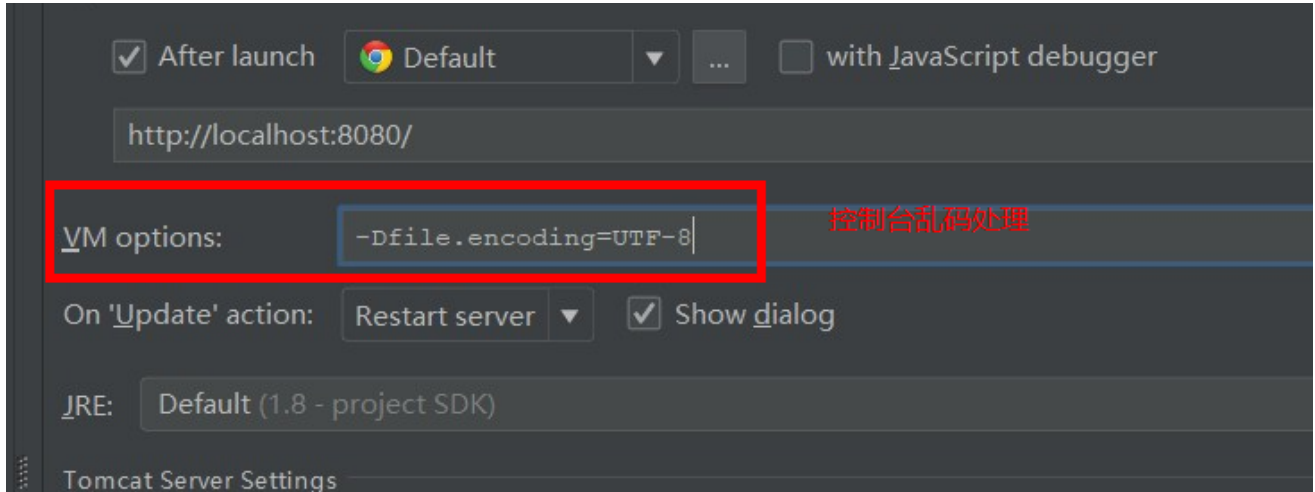 After launch Default ... with JavaScript debugger
http://localhost:8080/
VM options: -Dfile.encoding=UTF-8 控制台乱码处理
On 'Update' action: Restart server Show dialog
JRE: Default (1.8 - project SDK)
Tomcat Server Settings